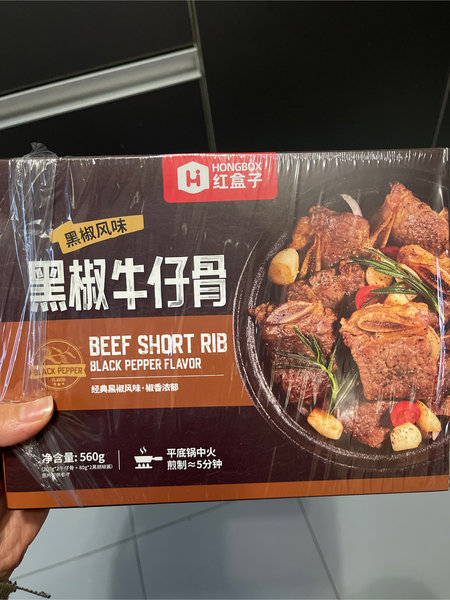 HONGBOX
红盒子
黑椒风味
黑椒牛仔骨
BEEF SHORT RIB
BLACK PEPPER FLAVOR
BLACK PEPPER
FLAVOR
经典黑椒风味·椒香浓郁
净含量: 560g
平底锅中火
煎制≈5分钟